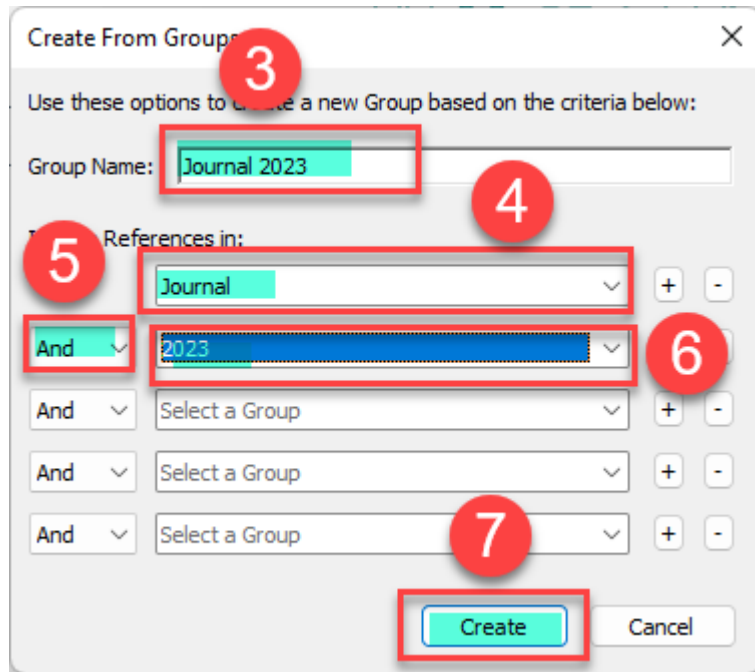 Create From Groups
3
Use these options to create a new Group based on the criteria below:
Group Name: Journal 2023
4
5 References in:
Journal + -
And 2023 6
And Select a Group + -
And Select a Group + -
And Select a Group + -
7
Create Cancel